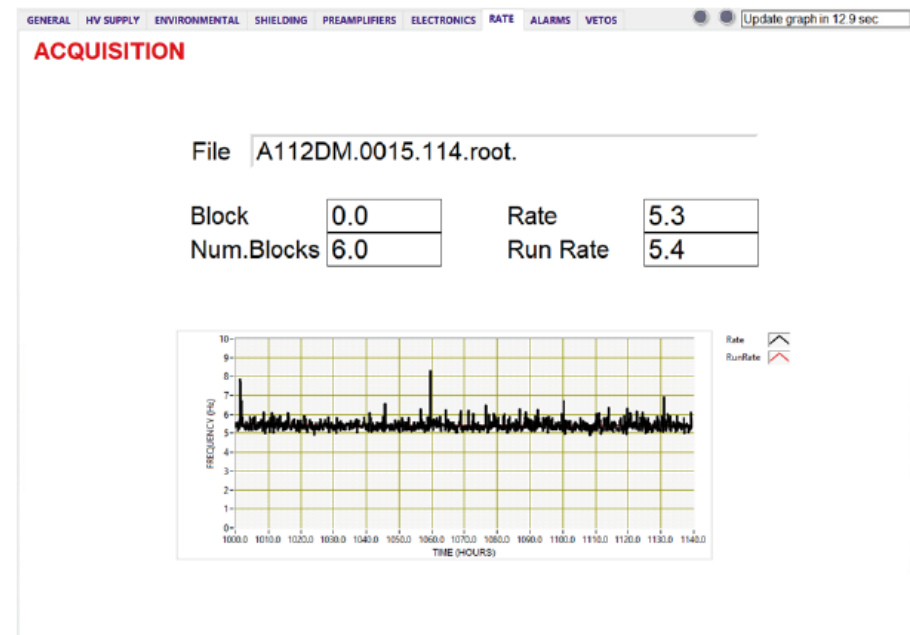 GENERAL HV SUPPLY ENVIRONMENTAL SHIELDING PREAMPLIFIERS ELECTRONICS RATE ALARMS VETOS Update graph in 12.9 sec
ACQUISITION
File A112DM.0015.114.root.
Block 0.0 Rate 5.3
Num.Blocks 6.0 Run Rate 5.4
Rate
RunRate
FREQUENCY (Hz)
10
9
8
7
6
5
4
3
2
1
0
1000.0 1010.0 1020.0 1030.0 1040.0 1050.0 1060.0 1070.0 1080.0 1090.0 1100.0 1110.0 1120.0 1130.0 1140.0
TIME (HOURS)